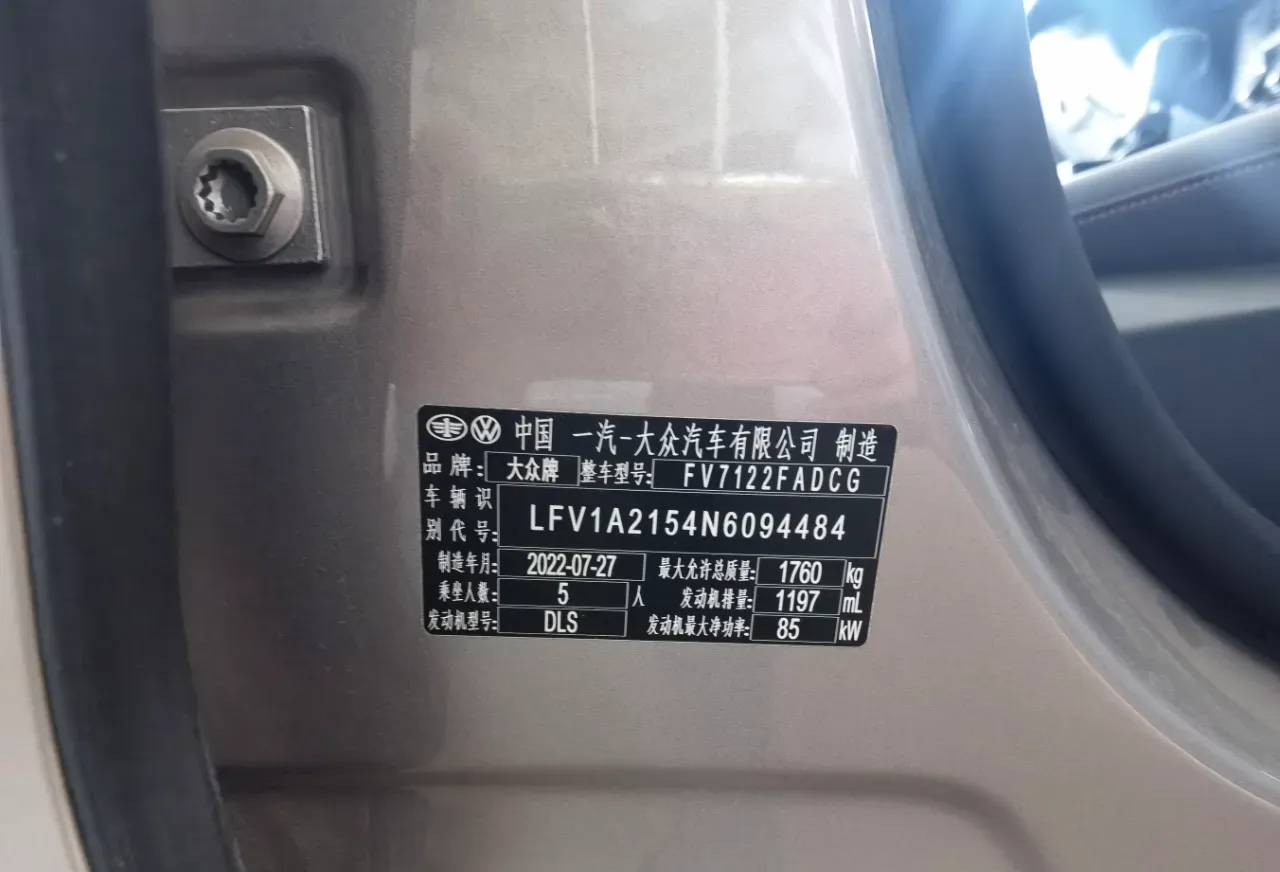 中国 一汽-大众汽车有限公司 制造
品牌: 大众牌 整车型号: FV7122FADCG
车辆识
别代号: LFV1A2154N6094484
制造年月: 2022-07-27 最大允许总质量: 1760 kg
乘坐人数: 5 人 发动机排量: 1197 mL
发动机型号: DLS 发动机最大净功率: 85 kW